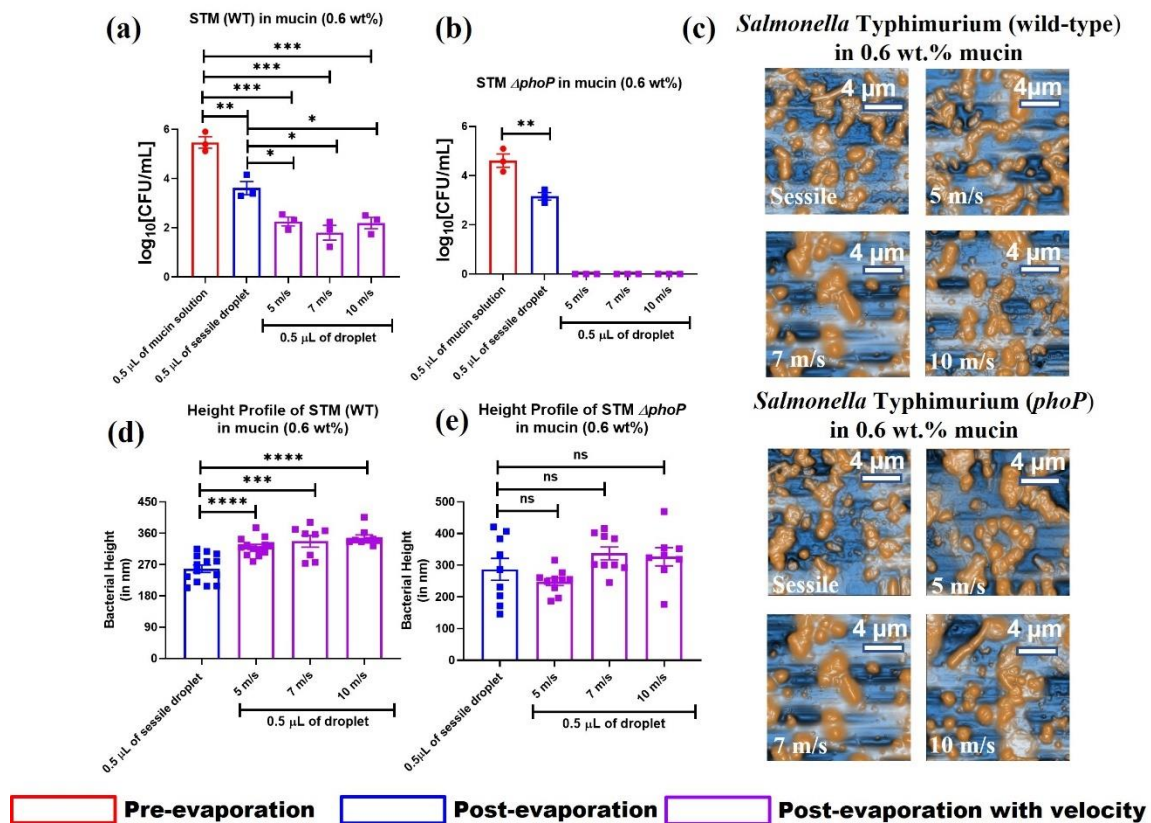 (a)
STM (WT) in mucin (0.6 wt%)
***
***
***
**
*
*
*
log10[CFU/mL]
6
4
2
0
0.5 μL of mucin solution
0.5 μL of sessile droplet
5 m/s
7 m/s
10 m/s
0.5 μL of droplet
(b)
STM ΔphoP in mucin (0.6 wt%)
**
log10[CFU/mL]
6
4
2
0
0.5 μL of mucin solution
0.5 μL of sessile droplet
5 m/s
7 m/s
10 m/s
0.5 μL of droplet
(c)
Salmonella Typhimurium (wild-type)
in 0.6 wt.% mucin
4 μm
Sessile
4μm
5 m/s
4 μm
7 m/s
4 μm
10 m/s
Salmonella Typhimurium (phoP)
in 0.6 wt.% mucin
4 μm
Sessile
4 μm
5 m/s
4 μm
7 m/s
4 μm
10 m/s
(d)
Height Profile of STM (WT)
in mucin (0.6 wt%)
****
***
****
Bacterial Height
(in nm)
450
360
270
180
90
0
0.5 μL of sessile droplet
5 m/s
7 m/s
10 m/s
0.5 μL of droplet
(e)
Height Profile of STM ΔphoP
in mucin (0.6 wt%)
ns
ns
ns
Bacterial Height
(in nm)
500
400
300
200
100
0
0.5μL of sessile droplet
5 m/s
7 m/s
10 m/s
0.5 μL of droplet
Pre-evaporation
Post-evaporation
Post-evaporation with velocity